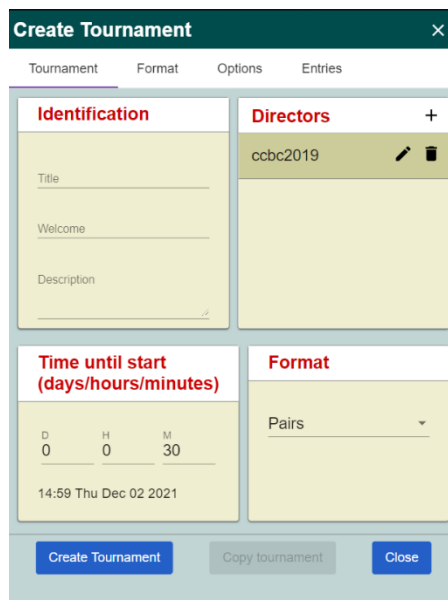 Create Tournament ×
Tournament Format Options Entries
Identification
Title
Welcome
Description
Directors +
ccbc2019
Time until start
(days/hours/minutes)
D H M
0 0 30
14:59 Thu Dec 02 2021
Format
Pairs
Create Tournament Copy tournament Close